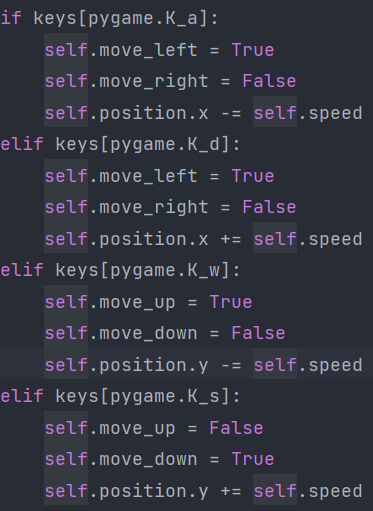 if keys[pygame.K_a]:
    self.move_left = True
    self.move_right = False
    self.position.x -= self.speed
elif keys[pygame.K_d]:
    self.move_left = True
    self.move_right = False
    self.position.x += self.speed
elif keys[pygame.K_w]:
    self.move_up = True
    self.move_down = False
    self.position.y -= self.speed
elif keys[pygame.K_s]:
    self.move_up = False
    self.move_down = True
    self.position.y += self.speed